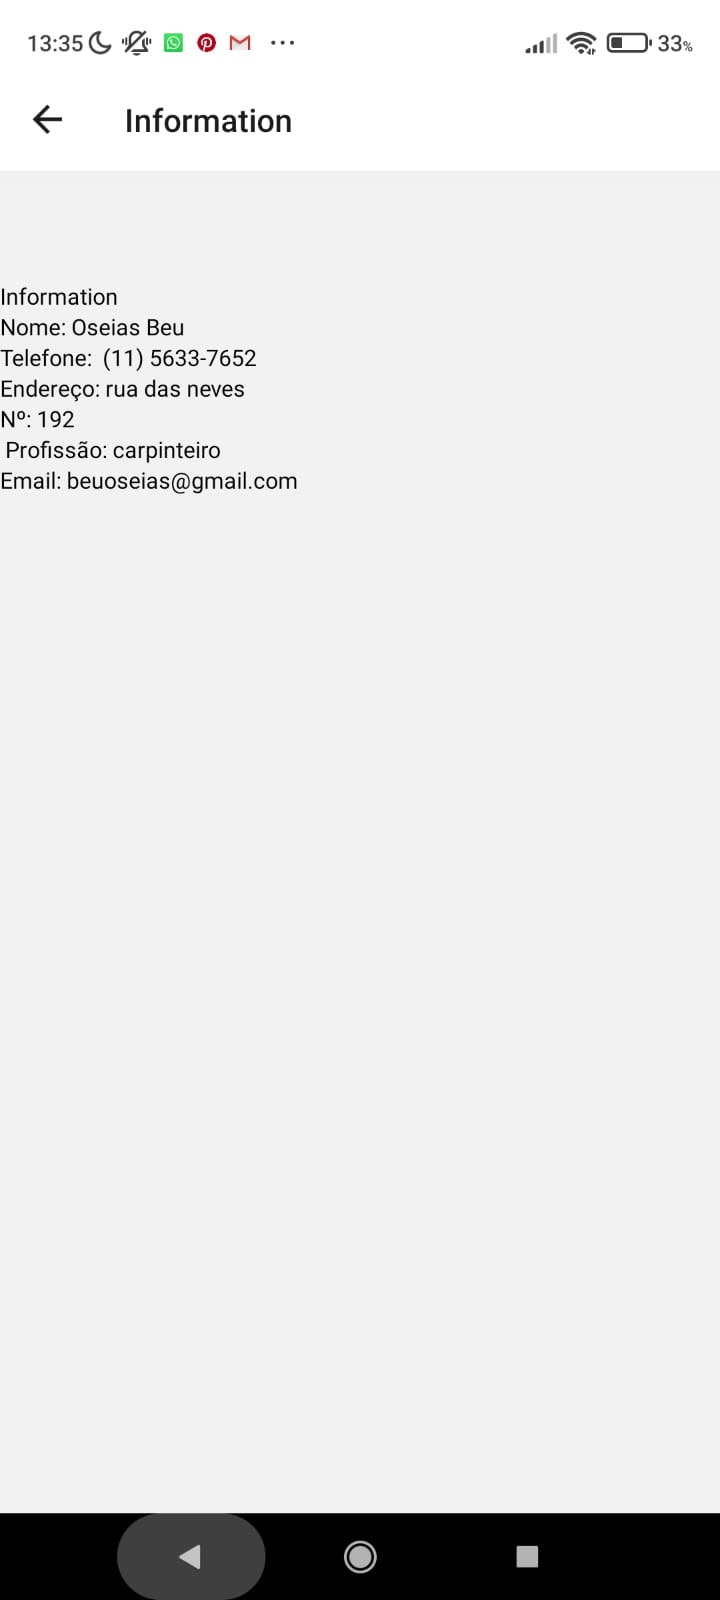 13:35 33%
Information
Information
Nome: Oseias Beu
Telefone: (11) 5633-7652
Endereço: rua das neves
Nº: 192
Profissão: carpinteiro
Email: beuoseias@gmail.com